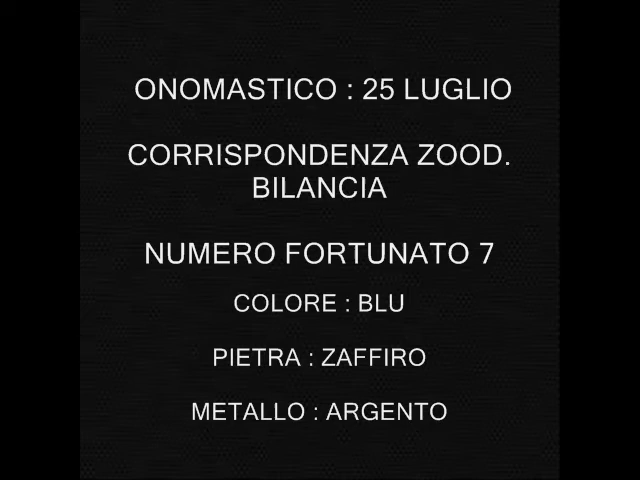 ONOMASTICO : 25 LUGLIO
CORRISPONDENZA ZOOD.
BILANCIA
NUMERO FORTUNATO 7
COLORE : BLU
PIETRA : ZAFFIRO
METALLO : ARGENTO